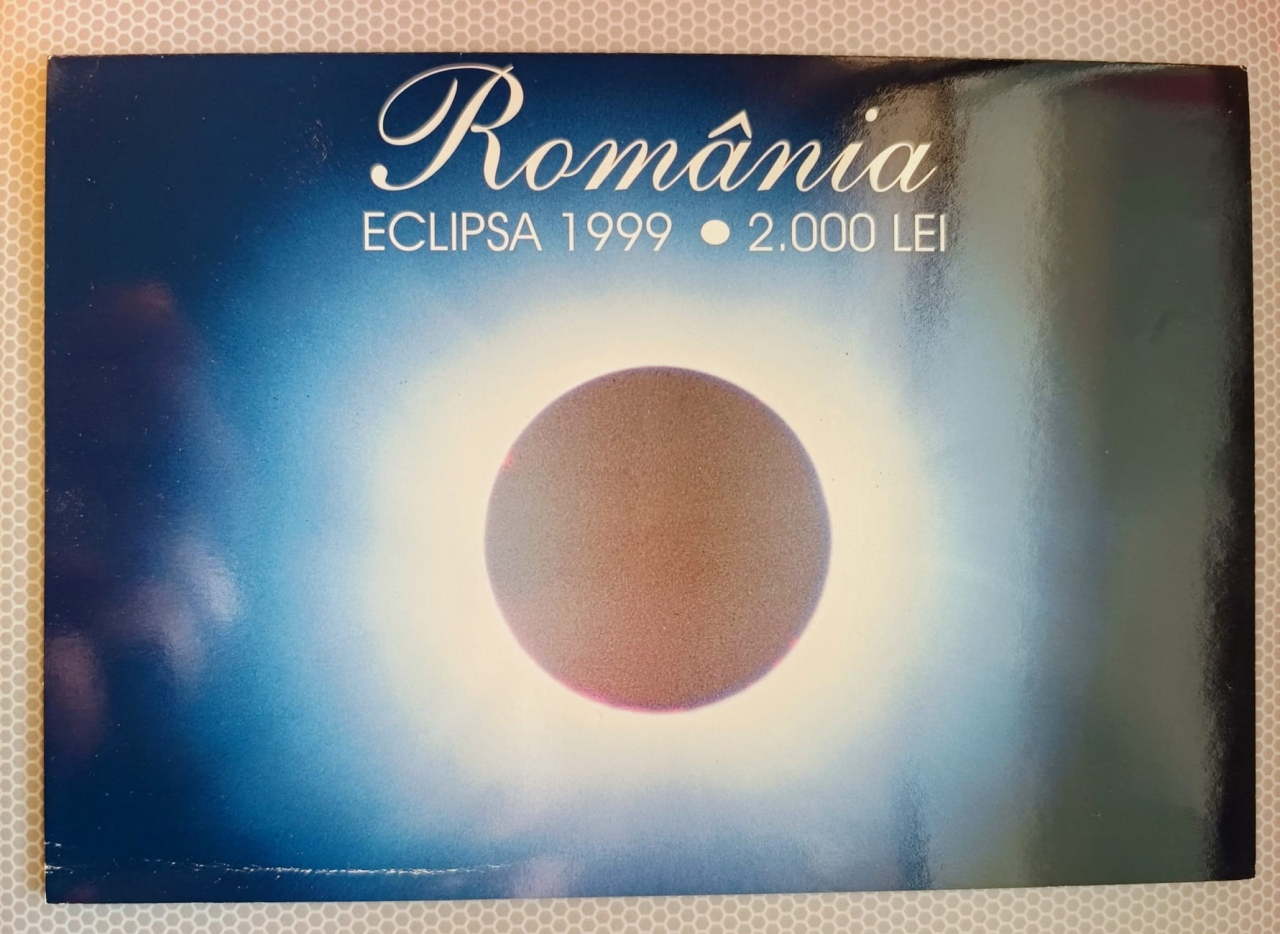 România
ECLIPSA 1999 ● 2.000 LEI